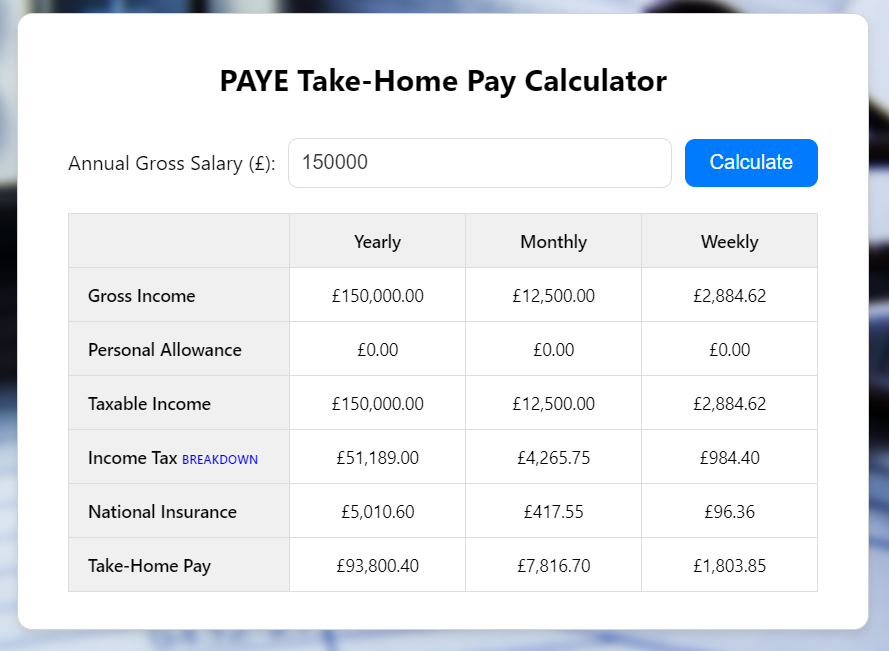 PAYE Take-Home Pay Calculator
Annual Gross Salary (£): 150000 Calculate
Yearly Monthly Weekly
Gross Income £150,000.00 £12,500.00 £2,884.62
Personal Allowance £0.00 £0.00 £0.00
Taxable Income £150,000.00 £12,500.00 £2,884.62
Income Tax BREAKDOWN £51,189.00 £4,265.75 £984.40
National Insurance £5,010.60 £417.55 £96.36
Take-Home Pay £93,800.40 £7,816.70 £1,803.85